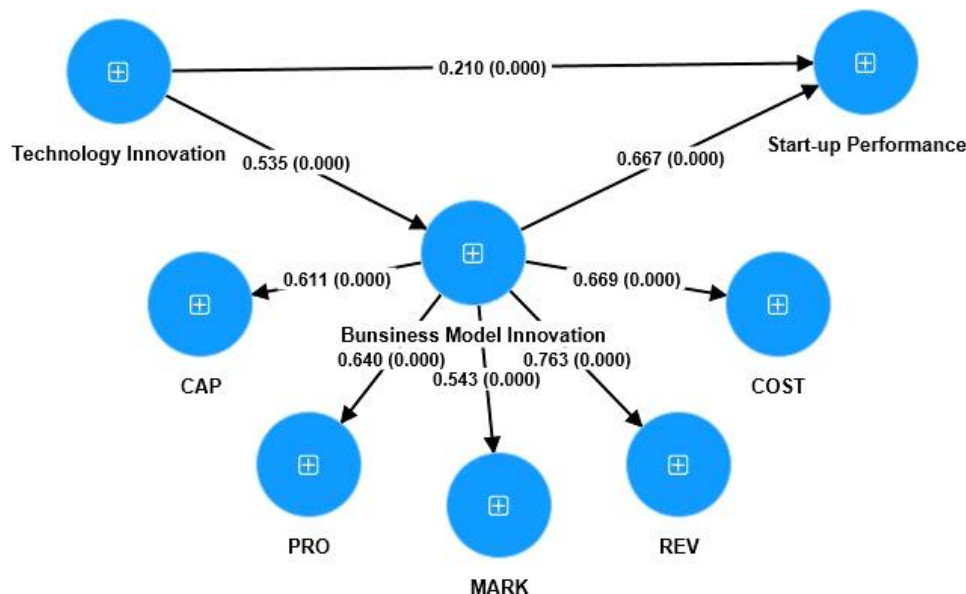 0.210 (0.000)
Technology Innovation
Start-up Performance
0.535 (0.000)
0.667 (0.000)
0.611 (0.000)
0.669 (0.000)
Bunsiness Model Innovation
0.640 (0.000)
0.543 (0.000)
0.763 (0.000)
CAP
COST
PRO
MARK
REV